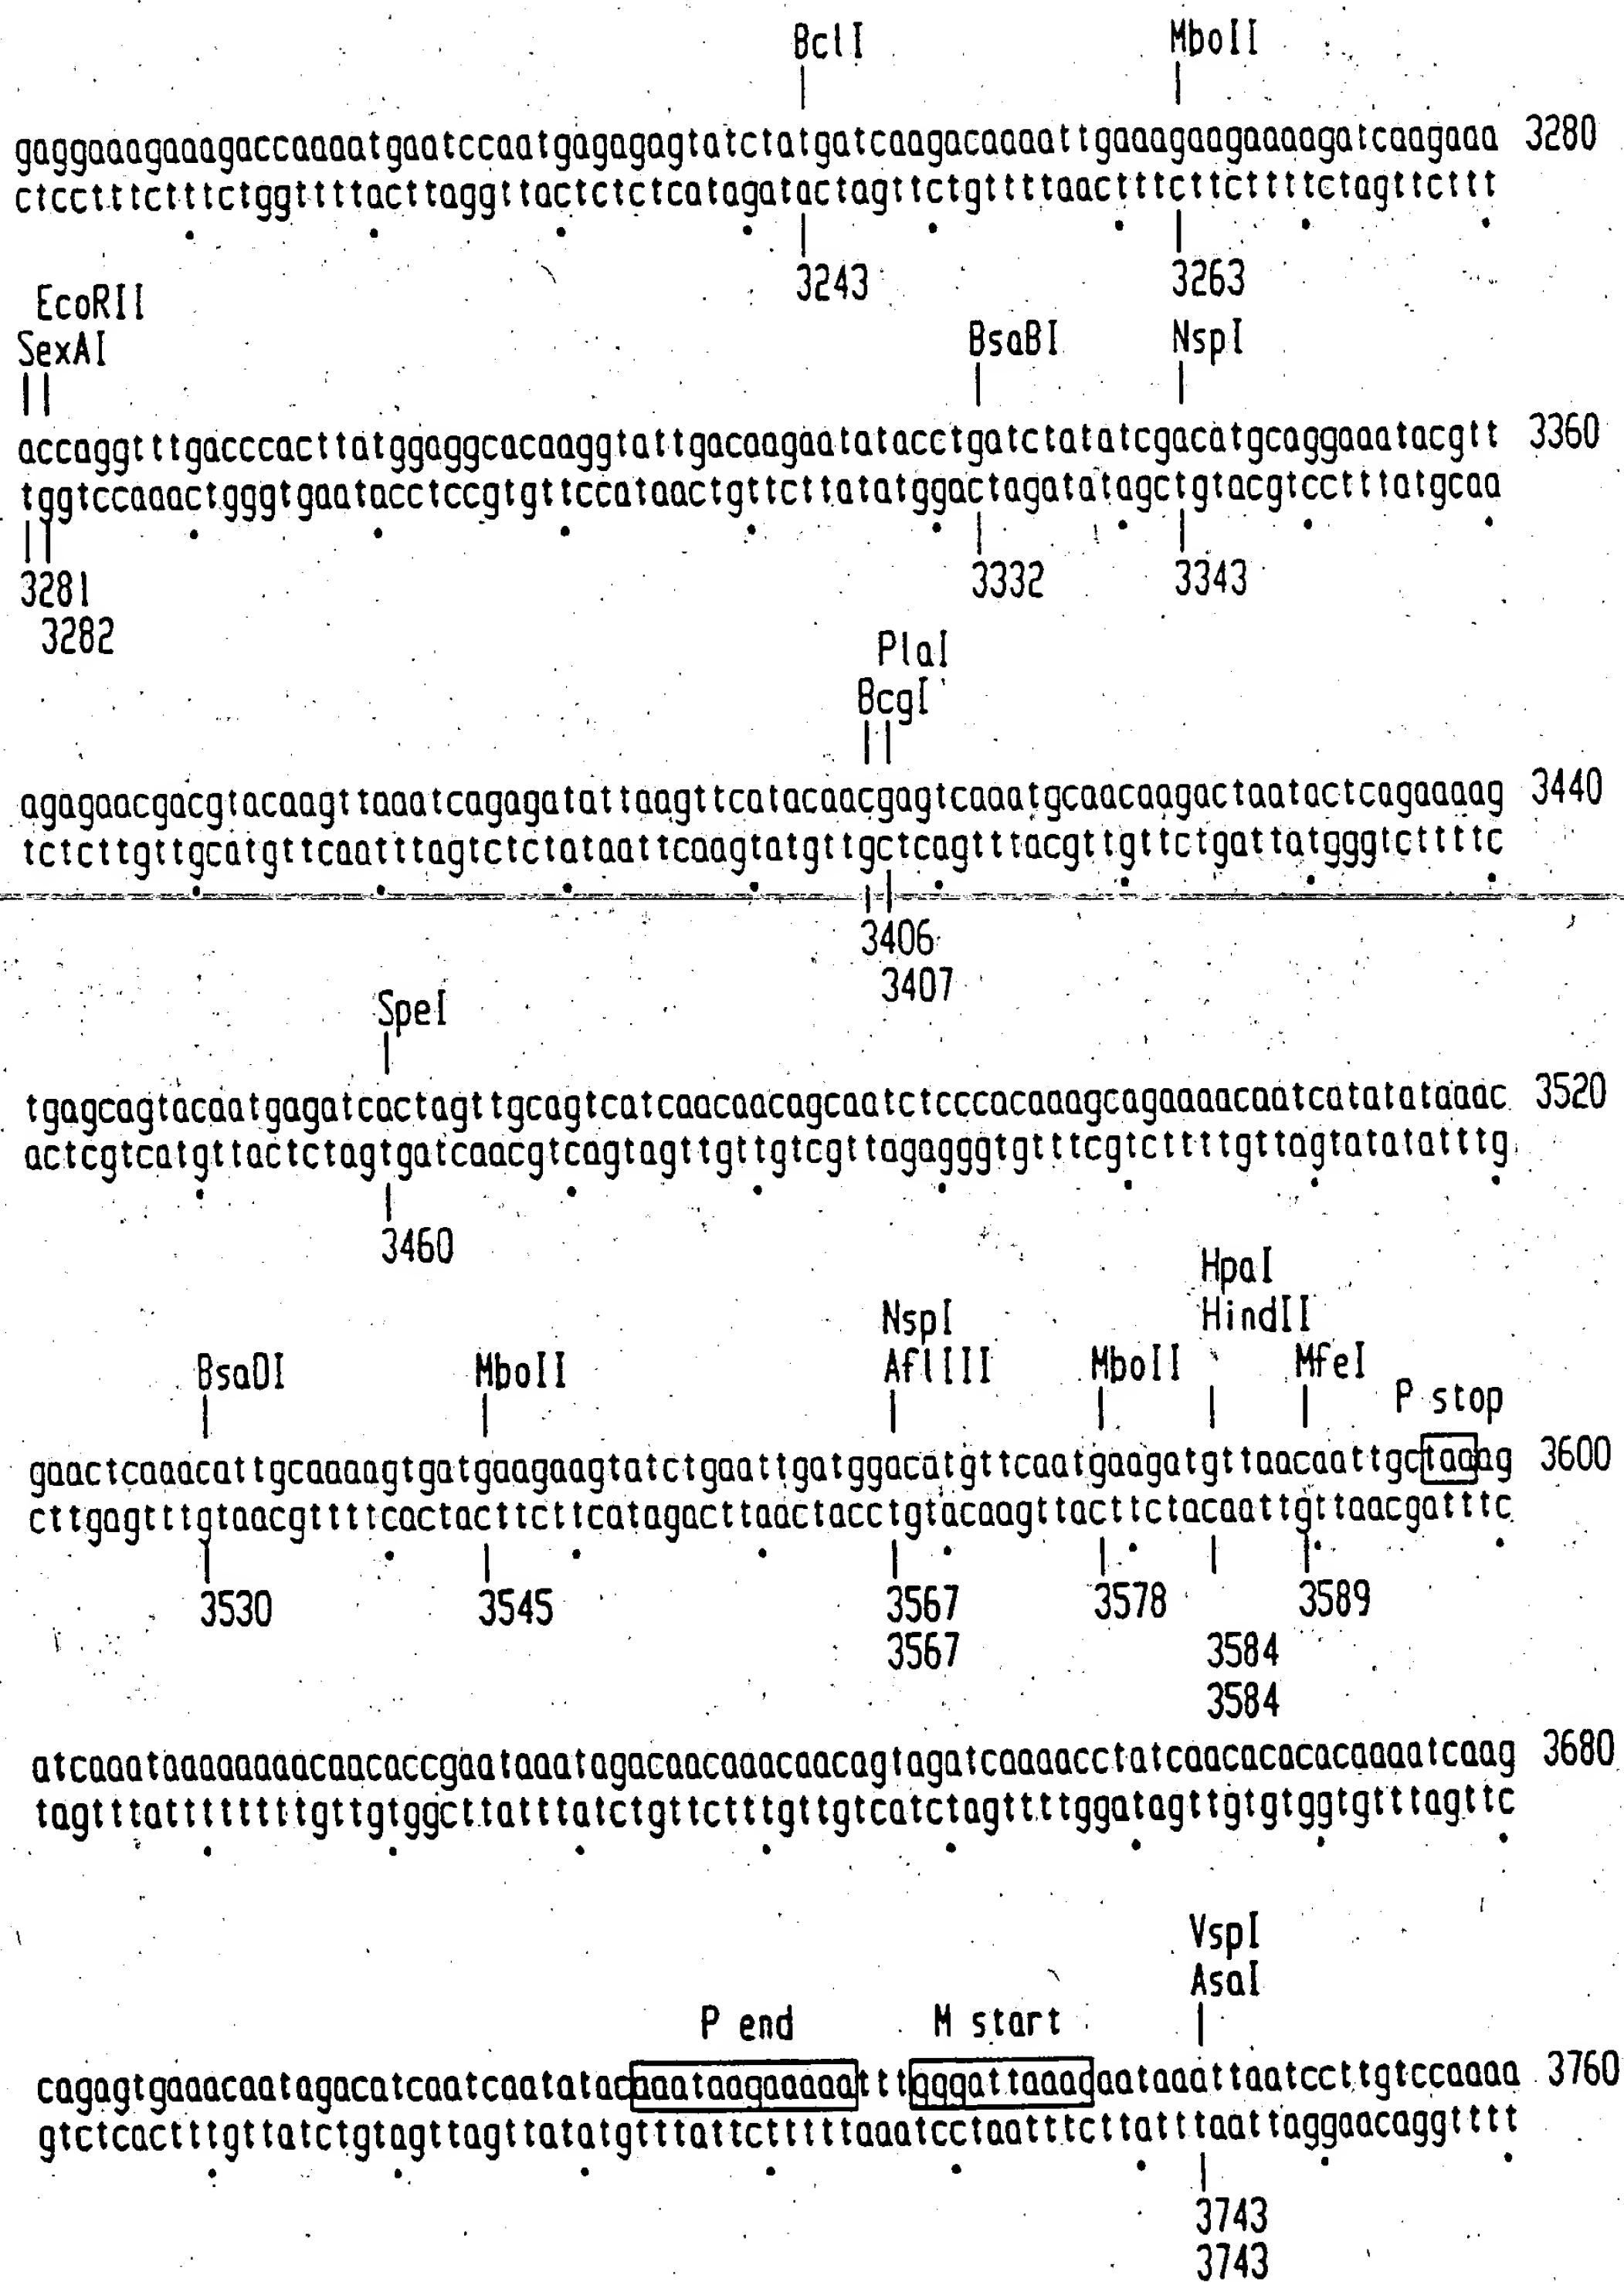 BclI MboII
gaggaaagaaagaccaaaatgaatccaatgagagagtatctatgatcaagacaaaattgaaagaagaaaagatcaagaaa 3280
ctcctttctttctggttttacttaggttactctctcatagatactagttctgttttaactttcttcttttctagttcttt
3243 3263
EcoRII
SexAI BsaBI NspI
accaggtttgacccacttatggaggcacaaggtattgacaagaatatacctgatctatatcgacatgcaggaaatacgtt 3360
tggtccaaactgggtgaatacctccgtgttccataactgttcttatatggactagatatagctgtacgtcctttatgcaa
3281 3332 3343
3282
PlaI
BcgI
agagaacgacgtacaagttaaatcagagatattaagttcatacaacgagtcaaatgcaacaagactaatactcagaaaag 3440
tctcttgttgcatgttcaatttagtctctataattcaagtatgttgctcagtttacgttgttctgattatgggtcttttc
3406
3407
SpeI
tgagcagtacaatgagatcactagttgcagtcatcaacaacagcaatctcccacaaagcagaaaacaatcatatataaac 3520
actcgtcatgttactctagtgatcaacgtcagtagttgttgtcgttagagggtgtttcgtcttttgttagtatatatttg
3460
HpaI
NspI HindII
BsaOI MboII AflIII MboII MfeI
P stop
gaactcaaacattgcaaaagtgatgaagaagtatctgaattgatggacatgttcaatgaagatgttaacaattgctaaag 3600
cttgagtttgtaacgttttcactacttcttcatagacttaactacctgtacaagttacttctacaattgttaacgatttc
3530 3545 3567 3578 3589
3567 3584
3584
atcaaataaaaaaaacaacaccgaataaatagacaacaaacaacagtagatcaaaacctatcaacacacacaaaatcaag 3680
tagtttatttttttttgttgtggcttatttatctgttctttgttgtcatctagttttggatagttgtgtggtgtttagttc
VspI
AsaI
P end M start
cagagtgaaacaatagacatcaatcaatatacaaataagaaaaatttgggattaaagaataaattaatccttgtccaaaa 3760
gtctcactttgttatctgtagttagttatatgtttattctttttaaatcctaatttcttatttaattaggaacaggtttt
3743
3743